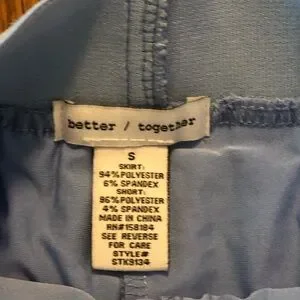 better / together
S
SKIRT:
94% POLYESTER
6% SPANDEX
SHORT:
96% POLYESTER
4% SPANDEX
MADE IN CHINA
RN#158184
SEE REVERSE
FOR CARE
STYLE#
STK9134